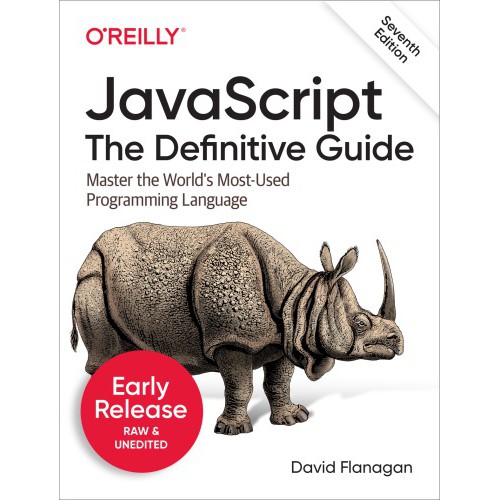 O'REILLY®
Seventh
Edition
JavaScript
The Definitive Guide
Master the World's Most-Used
Programming Language
Early
Release
RAW &
UNEDITED
David Flanagan